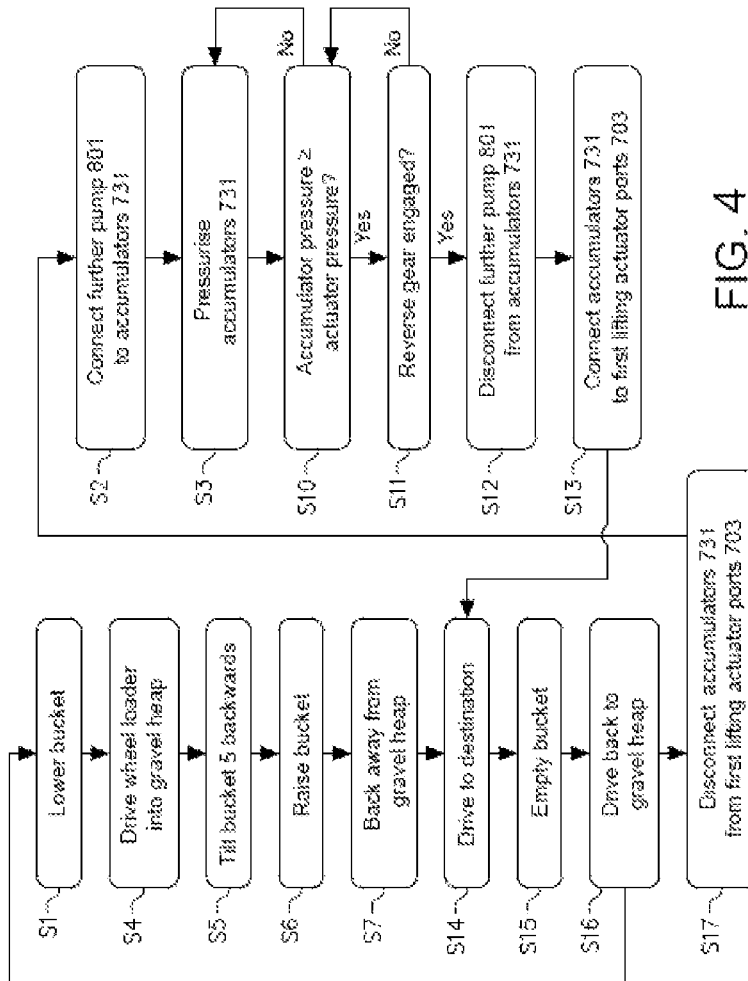 S1
Lower bucket
S4
Drive wheel loader
into gravel heap
S5
Tilt bucket 5 backwards
S6
Raise bucket
S7
Back away from
gravel heap
S14
Drive to destination
S15
Empty bucket
S16
Drive back to
gravel heap
S17
Disconnect accumulators 731
from first lifting actuator ports 703
S2
Connect further pump 801
to accumulators 731
S3
Pressurise
accumulators 731
S10
Accumulator pressure ≥
actuator pressure?
No
Yes
S11
Reverse gear engaged?
No
Yes
S12
Disconnect further pump 801
from accumulators 731
S13
Connect accumulators 731
to first lifting actuator ports 703
FIG. 4